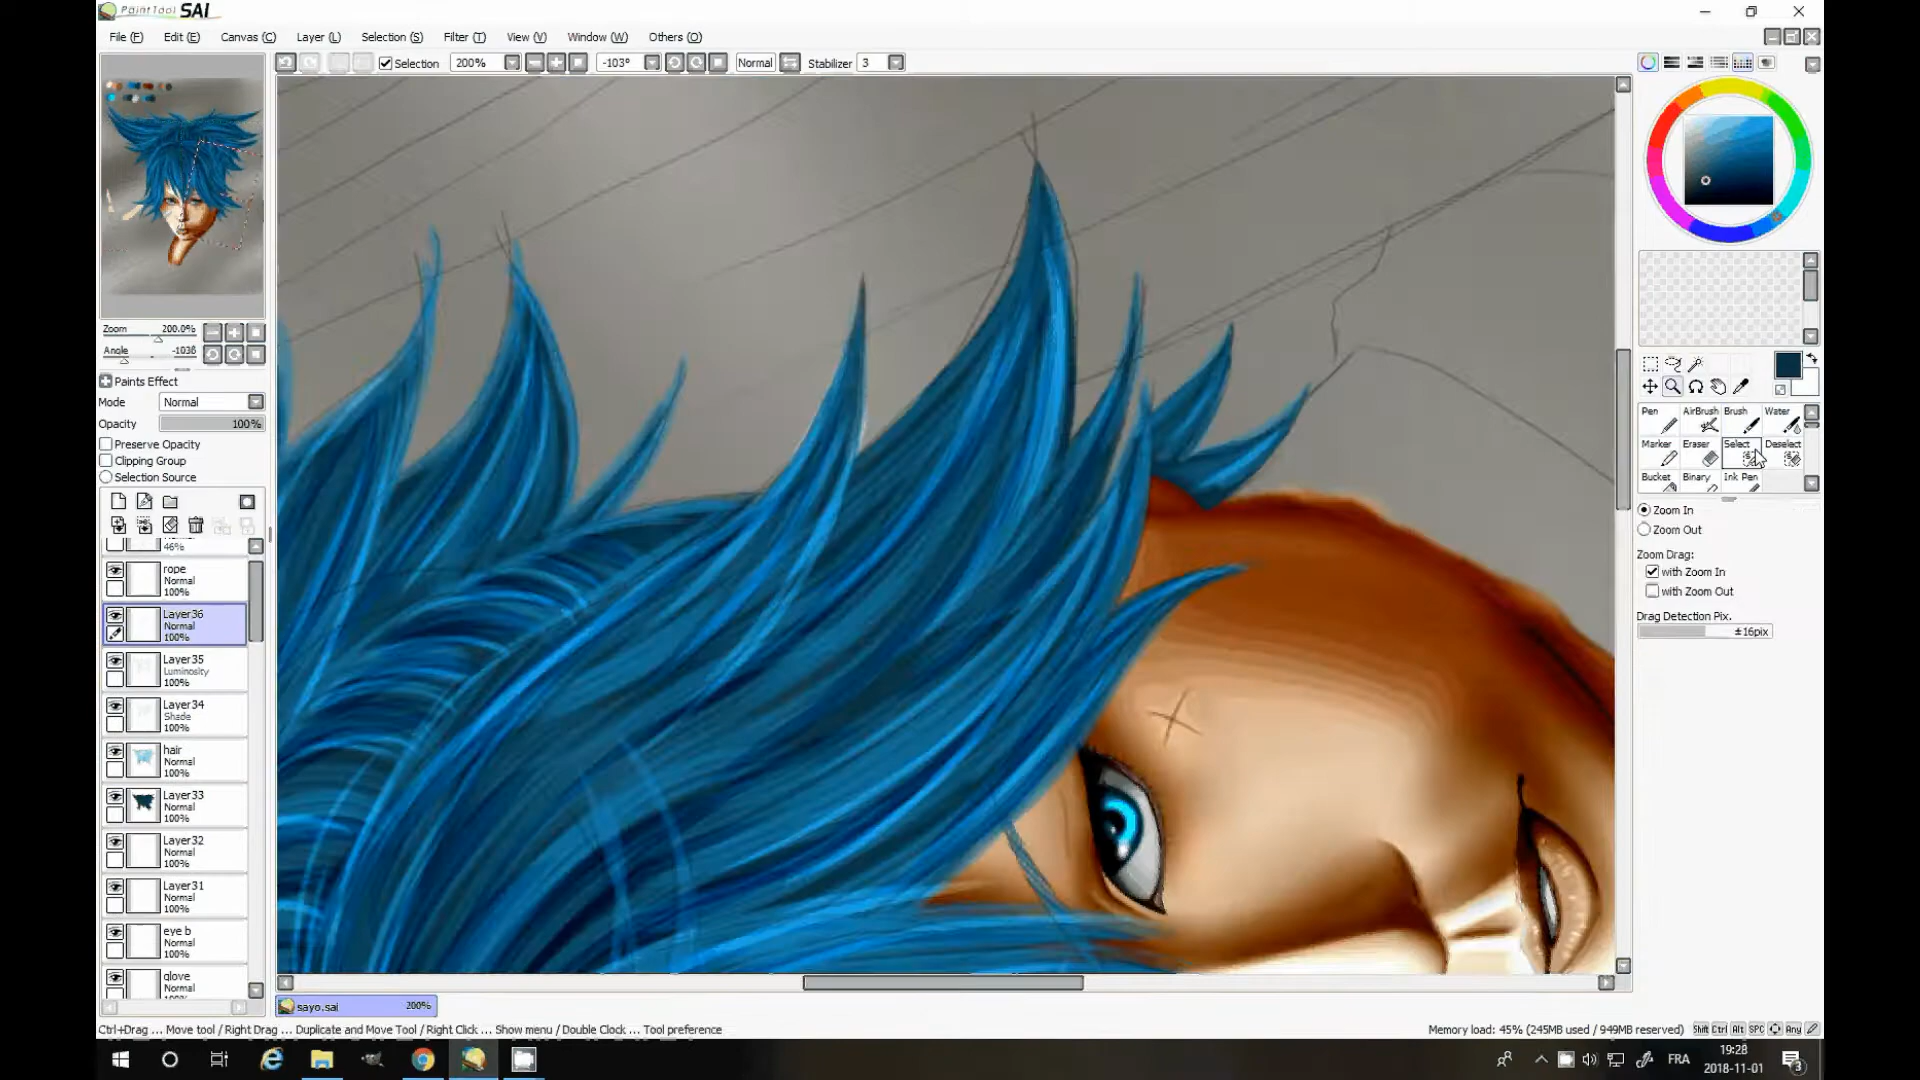 PaintTool SAI
File (F) Edit (E) Canvas (C) Layer (L) Selection (S) Filter (T) View (V) Window (W) Others (O)
Selection 200% -103° Normal Stabilizer 3
Zoom 200.0%
Angle -103ß
Paints Effect
Mode Normal
Opacity 100%
Preserve Opacity
Clipping Group
Selection Source
46%
rope
Normal
100%
Layer36
Normal
100%
Layer35
Luminosity
100%
Layer34
Shade
100%
hair
Normal
100%
Layer33
Normal
100%
Layer32
Normal
100%
Layer31
Normal
100%
eye b
Normal
100%
glove
Normal
Pen AirBrush Brush Water
Marker Eraser Select Deselect
Bucket Binary Ink Pen
Zoom In
Zoom Out
Zoom Drag:
with Zoom In
with Zoom Out
Drag Detection Pix.
±16pix
sayo.sai 200%
Ctrl+Drag ... Move tool / Right Drag ... Duplicate and Move Tool / Right Click ... Show menu / Double Clock ... Tool preference
Memory load: 45% (245MB used / 949MB reserved) Shift Ctrl Alt SPC Any
FRA
19:28
2018-11-01
3